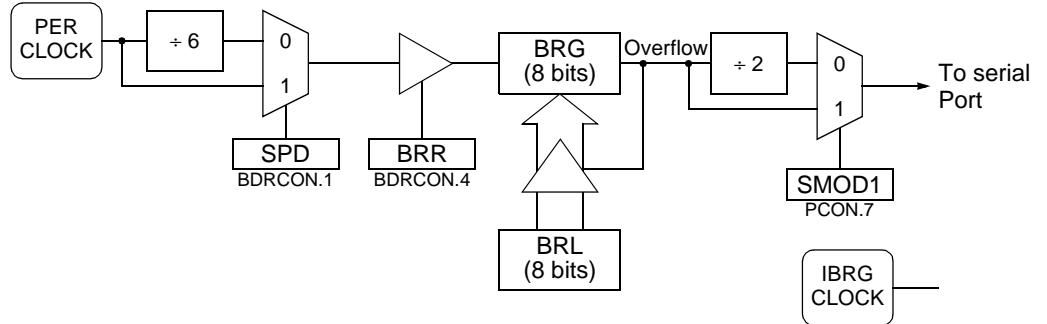 PER
CLOCK
÷ 6
0
1
SPD
BDRCON.1
BRR
BDRCON.4
BRG
(8 bits)
Overflow
BRL
(8 bits)
÷ 2
0
1
SMOD1
PCON.7
To serial
Port
IBRG
CLOCK